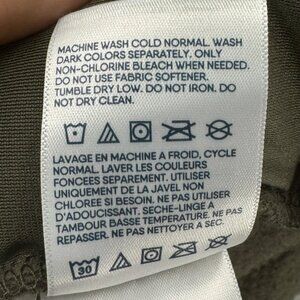 MACHINE WASH COLD NORMAL. WASH
DARK COLORS SEPARATELY. ONLY
NON-CHLORINE BLEACH WHEN NEEDED.
DO NOT USE FABRIC SOFTENER.
TUMBLE DRY LOW. DO NOT IRON. DO
NOT DRY CLEAN.
LAVAGE EN MACHINE A FROID, CYCLE
NORMAL. LAVER LES COULEURS
FONCEES SEPAREMENT. UTILISER
UNIQUEMENT DE LA JAVEL NON
CHLOREE SI BESOIN. NE PAS UTILISER
D'ADOUCISSANT. SECHE-LINGE A
TAMBOUR BASSE TEMPERATURE. NE PAS
REPASSER. NE PAS NETTOYER A SEC.
30